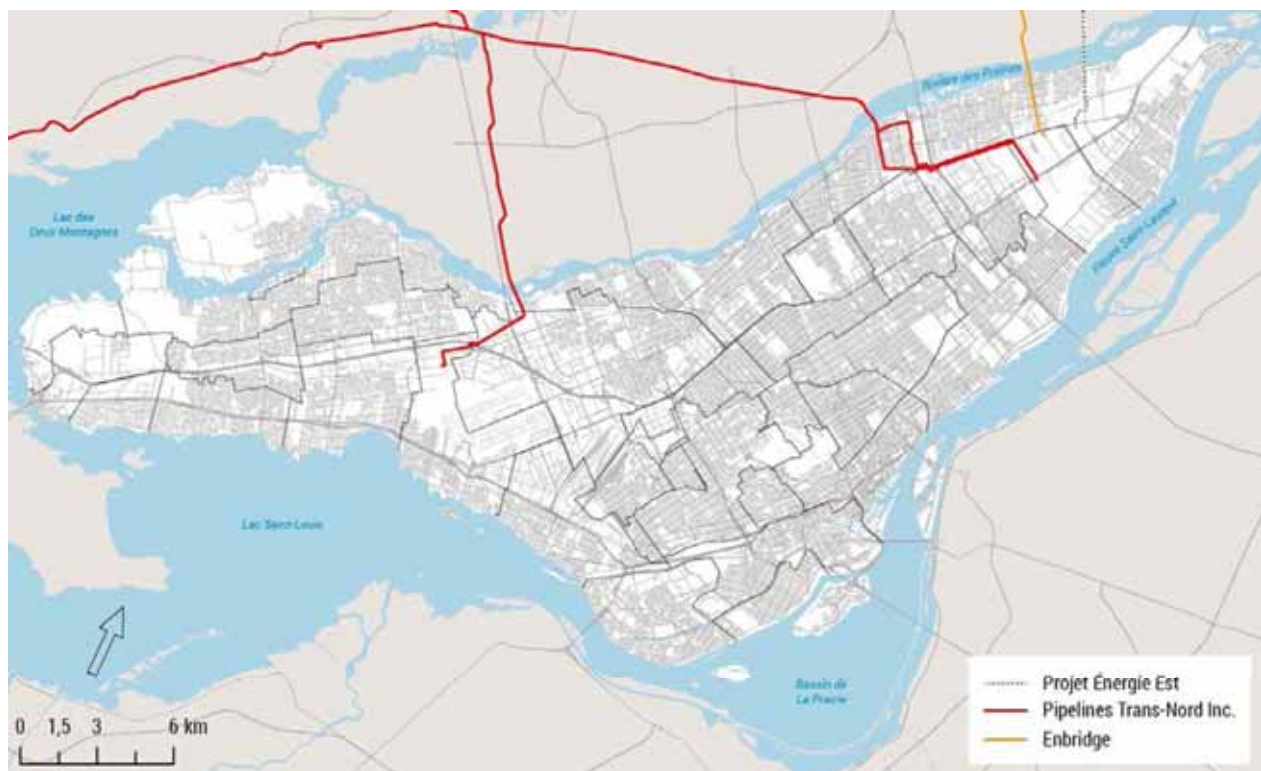 Rivière des Prairies
Lac des
Deux Montagnes
Fleuve Saint-Laurent
Lac Saint-Louis
Bassin de
La Prairie
Projet Énergie Est
Pipelines Trans-Nord Inc.
Enbridge
0 1,5 3 6 km